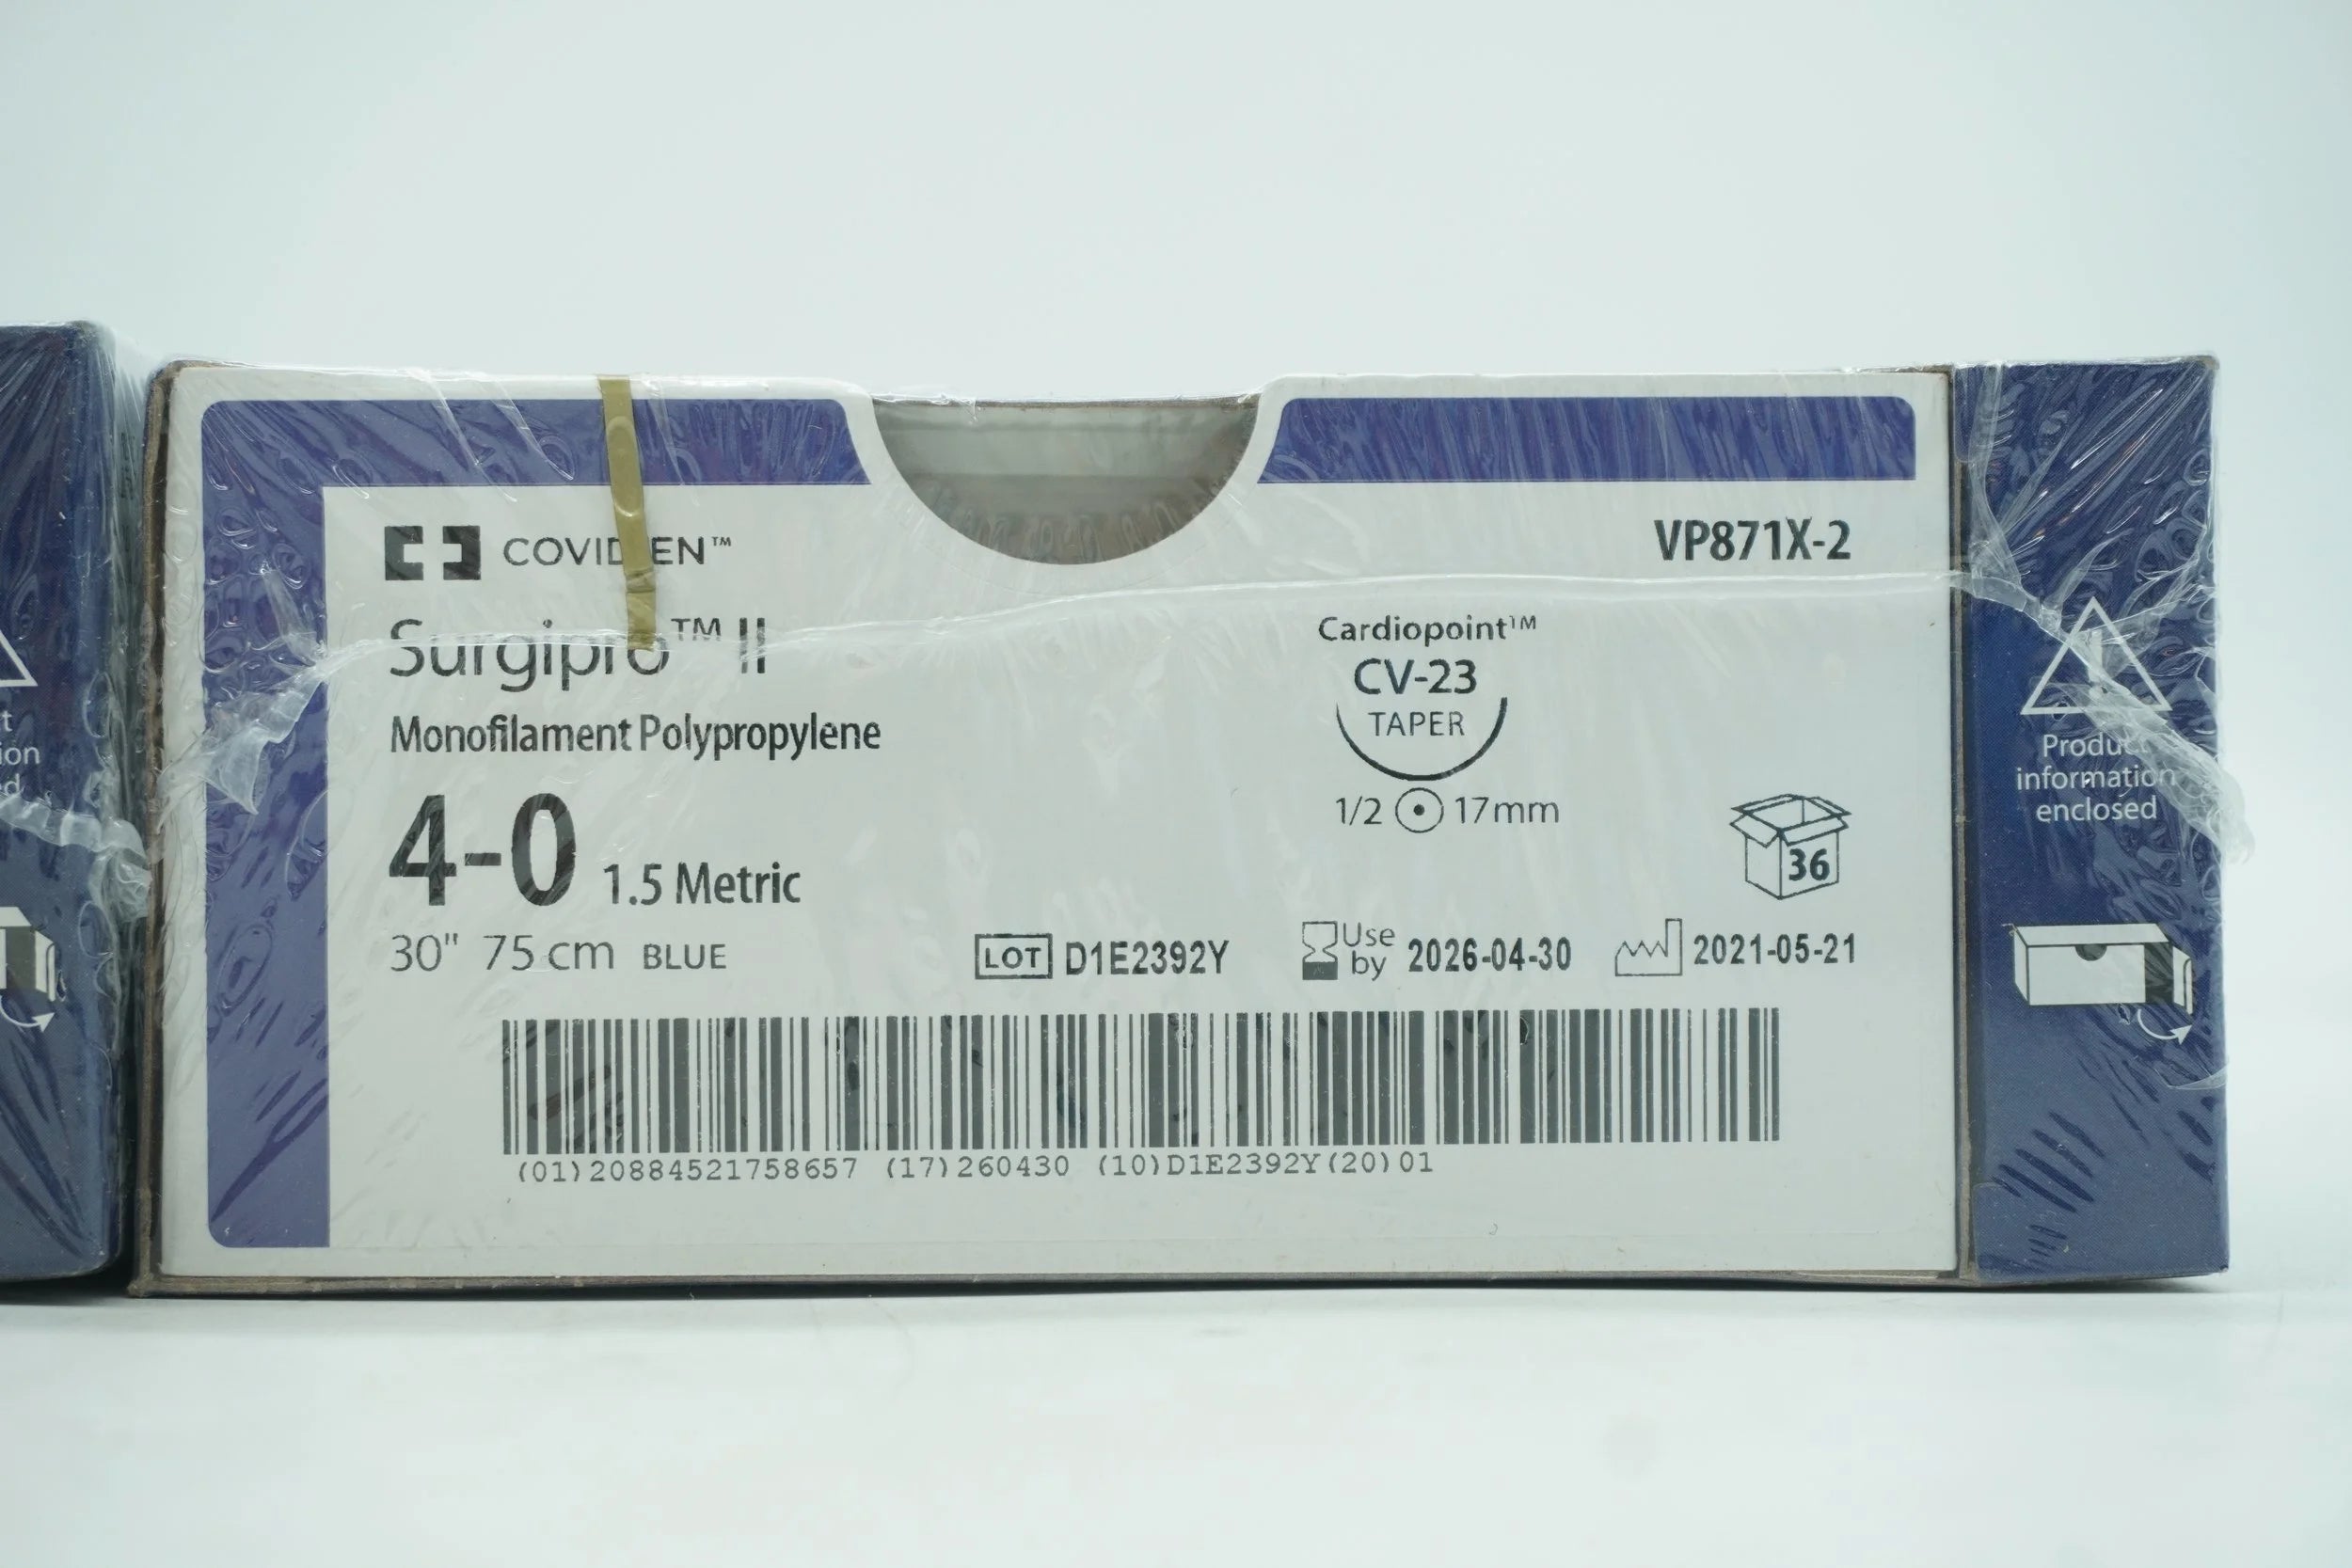 COVIDIEN™
VP871X-2
Surgipro™ II
Monofilament Polypropylene
4-0 1.5 Metric
30" 75 cm BLUE
Cardiopoint™
CV-23
TAPER
1/2 17mm
36
LOT D1E2392Y
Use by 2026-04-30
2021-05-21
(01)20884521758657 (17)260430 (10)D1E2392Y(20)01
Product
information
enclosed